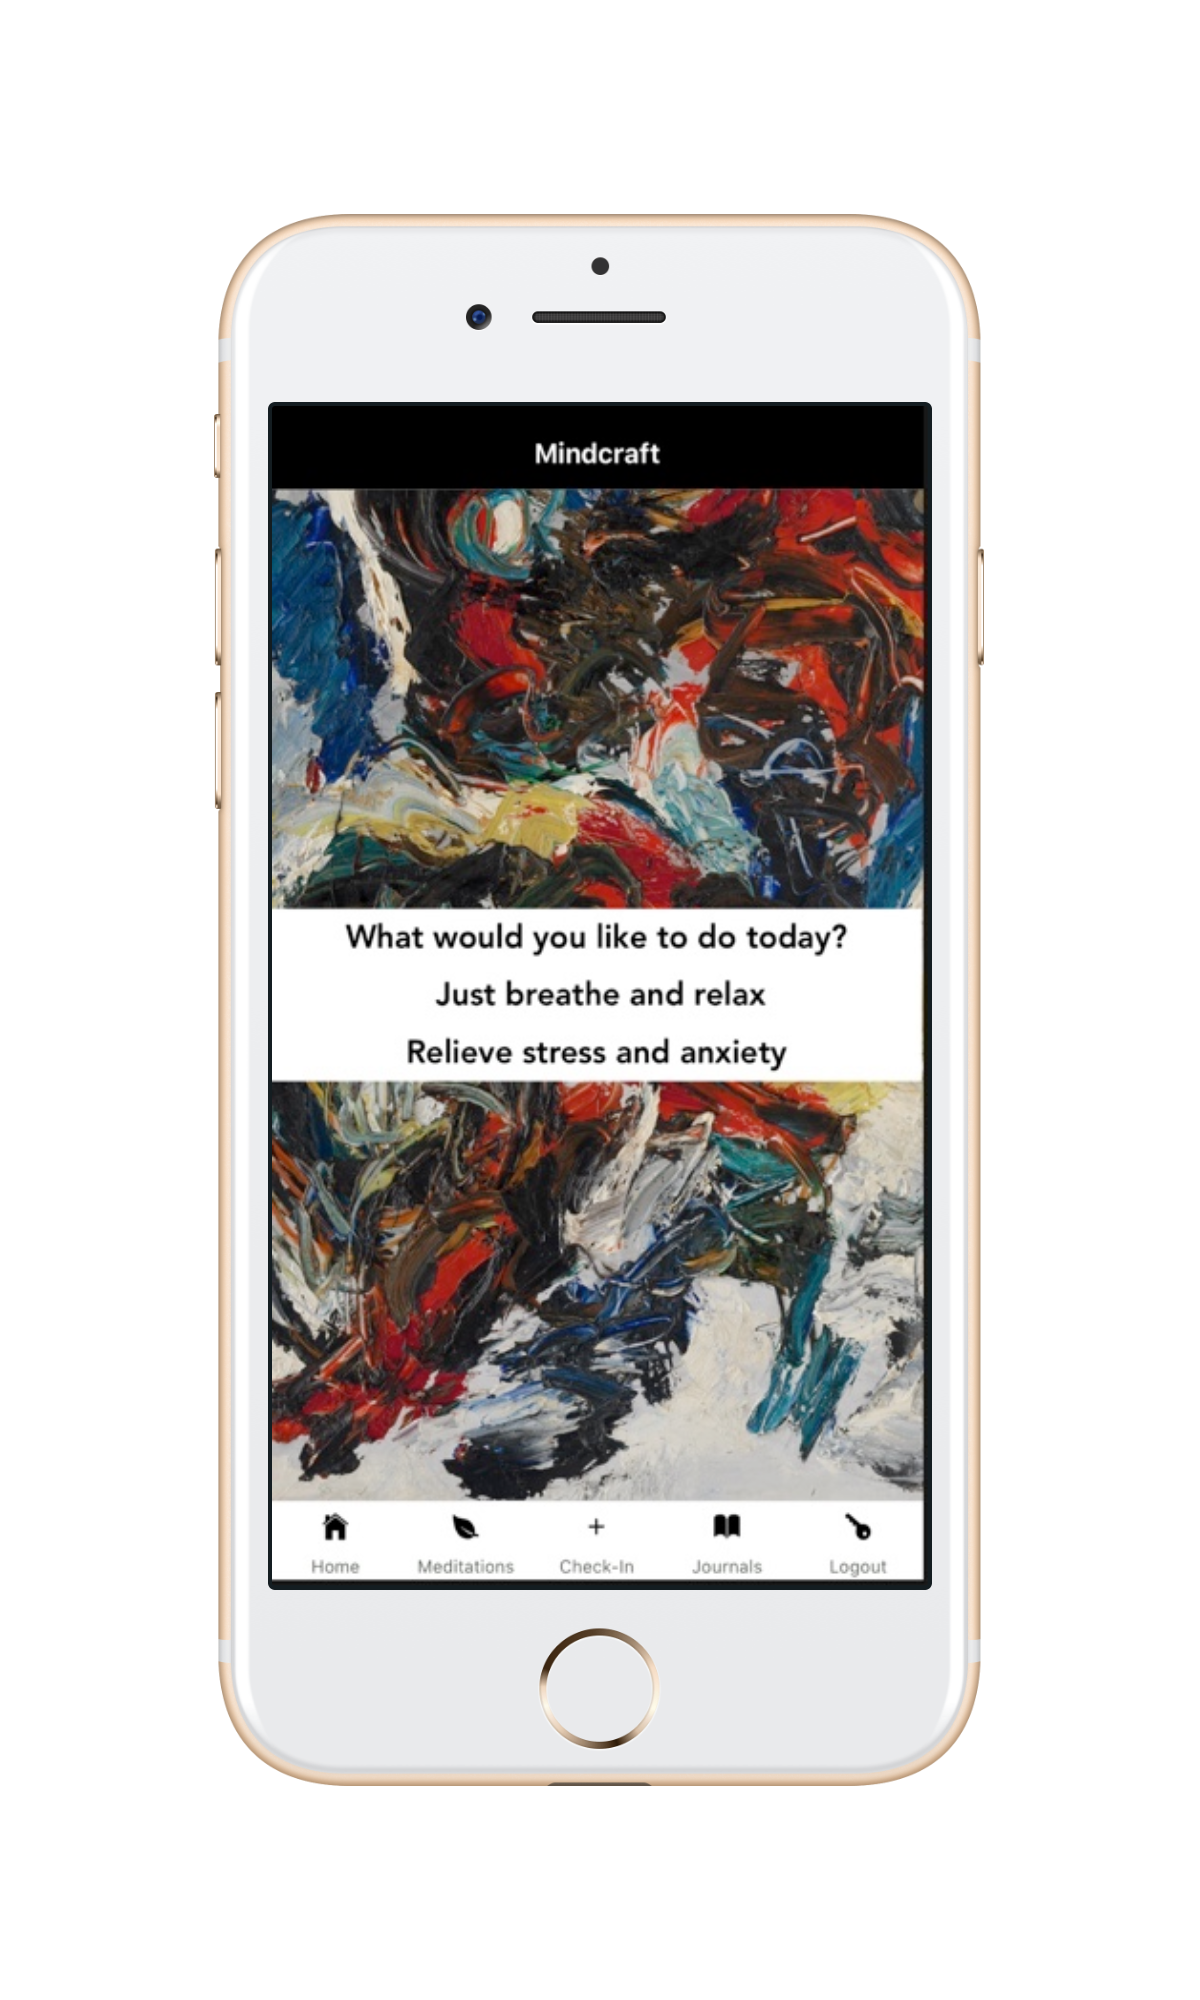 Mindcraft
What would you like to do today?
Just breathe and relax
Relieve stress and anxiety
Home Meditations Check-In Journals Logout